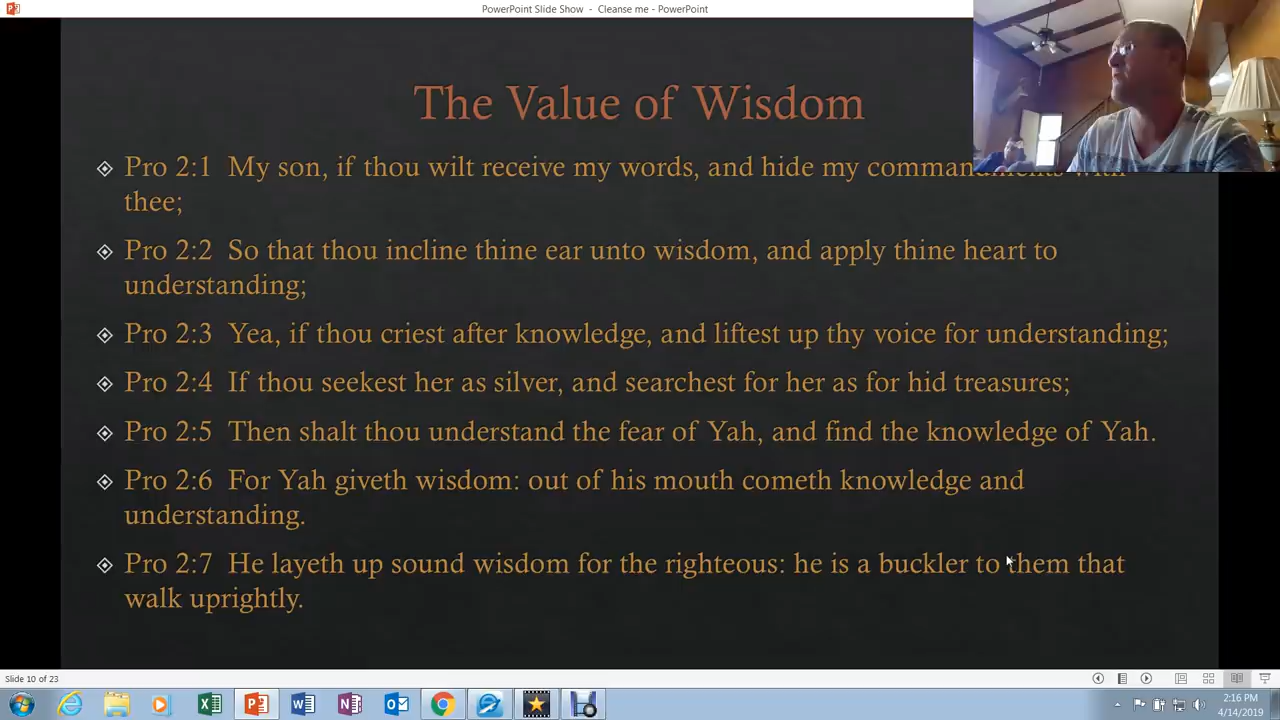 PowerPoint Slide Show - Cleanse me - PowerPoint
The Value of Wisdom
Pro 2:1 My son, if thou wilt receive my words, and hide my commandments with
thee;
Pro 2:2 So that thou incline thine ear unto wisdom, and apply thine heart to
understanding;
Pro 2:3 Yea, if thou criest after knowledge, and liftest up thy voice for understanding;
Pro 2:4 If thou seekest her as silver, and searchest for her as for hid treasures;
Pro 2:5 Then shalt thou understand the fear of Yah, and find the knowledge of Yah.
Pro 2:6 For Yah giveth wisdom: out of his mouth cometh knowledge and
understanding.
Pro 2:7 He layeth up sound wisdom for the righteous: he is a buckler to them that
walk uprightly.
Slide 10 of 23
2:16 PM
4/14/2019